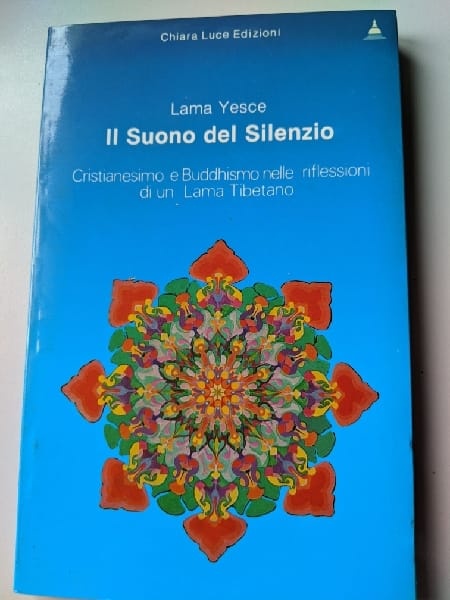 Chiara Luce Edizioni
Lama Yesce
Il Suono del Silenzio
Cristianesimo e Buddhismo nelle riflessioni
di un Lama Tibetano